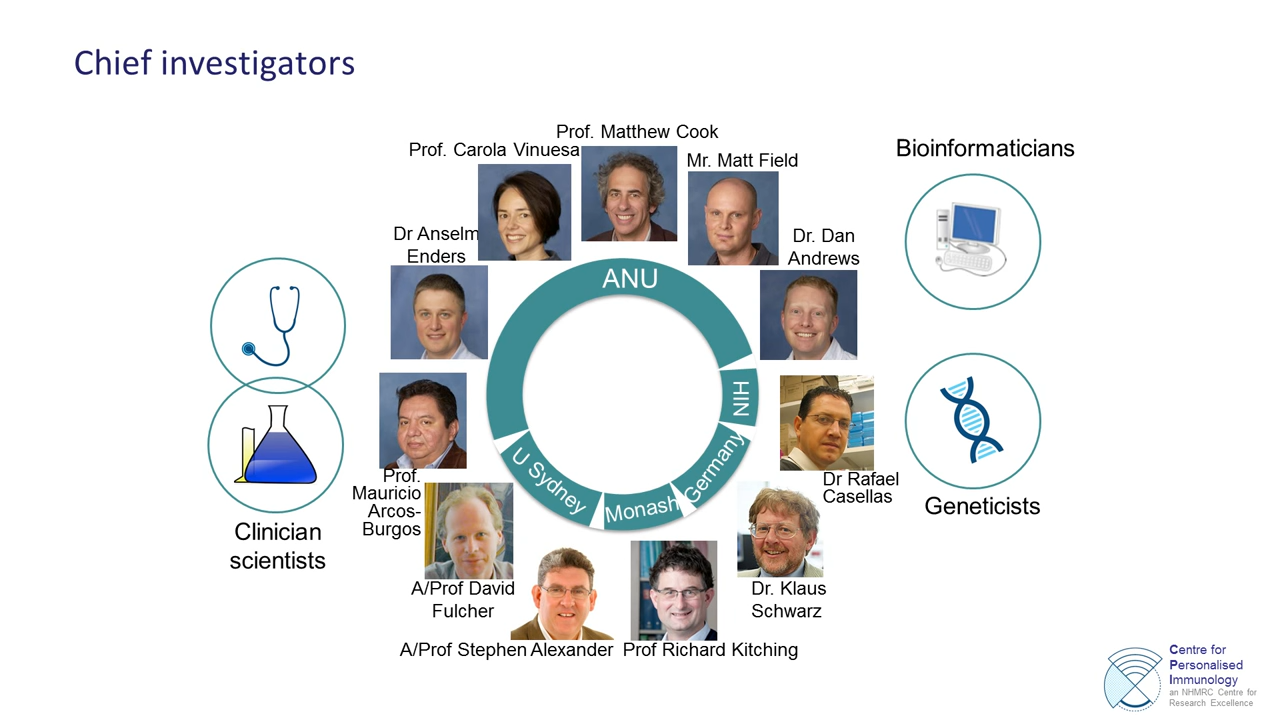 Chief investigators
Prof. Matthew Cook
Prof. Carola Vinuesa
Mr. Matt Field
Bioinformaticians
Dr Anselm
Enders
Dr. Dan
Andrews
ANU
HIN
Germany
Monash
U Sydney
Prof.
Mauricio
Arcos-
Burgos
Dr Rafael
Casellas
Geneticists
Clinician
scientists
A/Prof David
Fulcher
Dr. Klaus
Schwarz
A/Prof Stephen Alexander
Prof Richard Kitching
Centre for
Personalised
Immunology
an NHMRC Centre for
Research Excellence